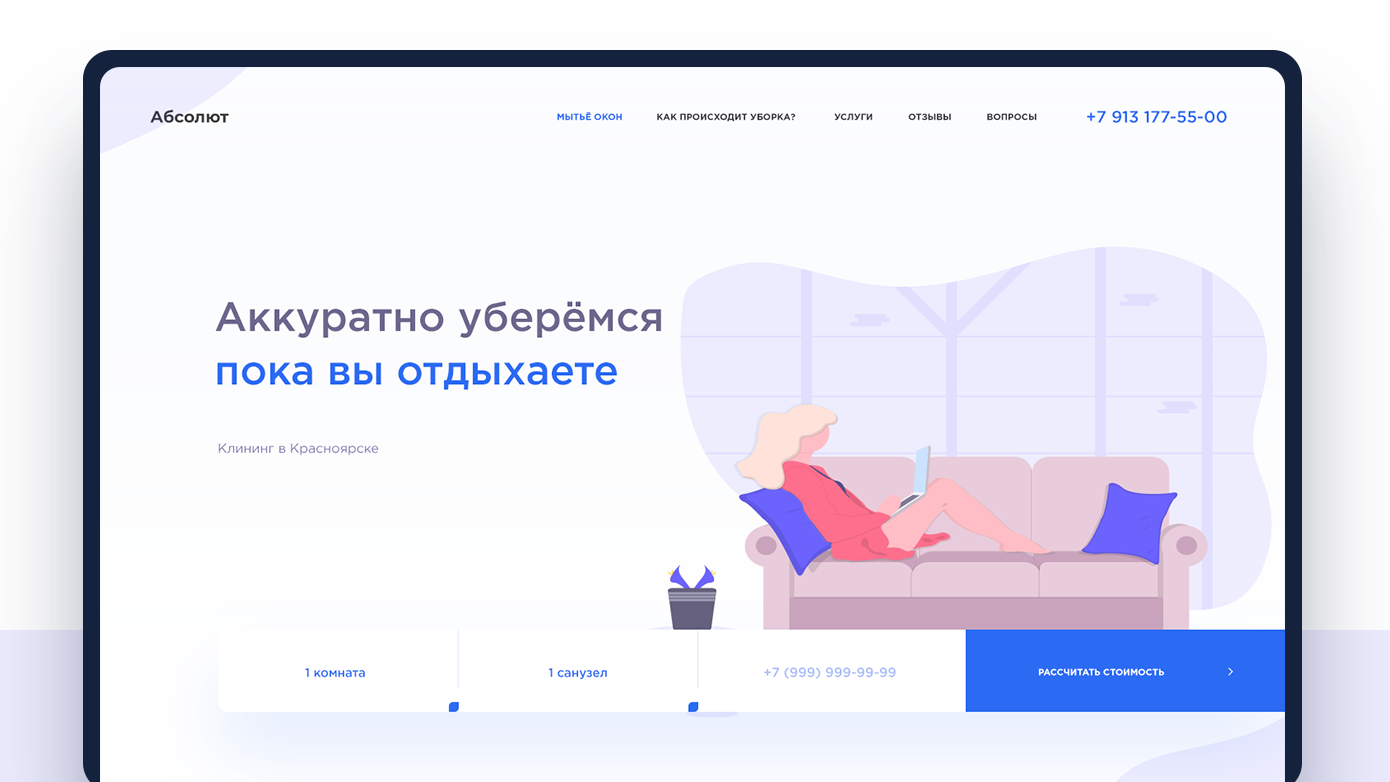 Абсолют
МЫТЬЁ ОКОН
КАК ПРОИСХОДИТ УБОРКА?
УСЛУГИ
ОТЗЫВЫ
ВОПРОСЫ
+7 913 177-55-00
Аккуратно уберёмся
пока вы отдыхаете
Клининг в Красноярске
1 комната
1 санузел
+7 (999) 999-99-99
РАССЧИТАТЬ СТОИМОСТЬ